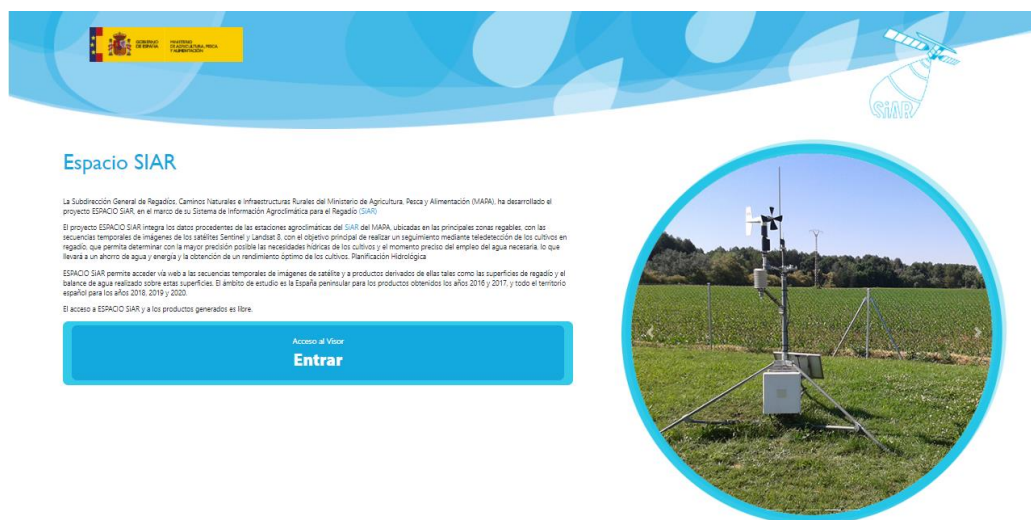 GOBIERNO
DE ESPAÑA
MINISTERIO
DE AGRICULTURA, PESCA
Y ALIMENTACIÓN
SiAR
Espacio SIAR
La Subdirección General de Regadíos, Caminos Naturales e Infraestructuras Rurales del Ministerio de Agricultura, Pesca y Alimentación (MAPA), ha desarrollado el
proyecto ESPACIO SiAR, en el marco de su Sistema de Información Agroclimática para el Regadío (SiAR)
El proyecto ESPACIO SiAR integra los datos procedentes de las estaciones agroclimáticas del SiAR del MAPA, ubicadas en las principales zonas regables, con las
secuencias temporales de imágenes de los satélites Sentinel y Landsat 8, con el objetivo principal de realizar un seguimiento mediante teledetección de los cultivos en
regadío, que permita determinar con la mayor precisión posible las necesidades hídricas de los cultivos y el momento preciso del empleo del agua necesaria, lo que
llevará a un ahorro de agua y energía y la obtención de un rendimiento óptimo de los cultivos. Planificación Hidrológica
ESPACIO SiAR permite acceder vía web a las secuencias temporales de imágenes de satélite y a productos derivados de ellas tales como las superficies de regadío y el
balance de agua realizado sobre estas superficies. El ámbito de estudio es la España peninsular para los productos obtenidos los años 2016 y 2017, y todo el territorio
español para los años 2018, 2019 y 2020.
El acceso a ESPACIO SiAR y a los productos generados es libre.
Acceso al Visor
Entrar